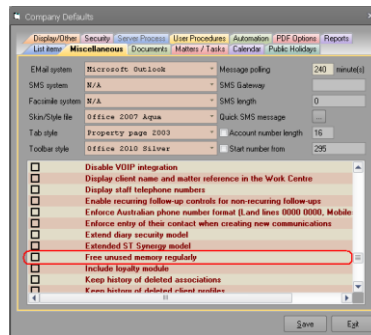 Company Defaults
Display/Other Security Server Process User Procedures Automation PDF Options Reports
List items Miscellaneous Documents Matters / Tasks Calendar Public Holidays
EMail system Microsoft Outlook Message polling 240 minute(s)
SMS system N/A SMS Gateway
Facsimile system N/A SMS length 0
Skin/Style file Office 2007 Aqua Quick SMS message ...
Tab style Property page 2003 Account number length 16
Toolbar style Office 2010 Silver Start number from 295
Disable VOIP integration
Display client name and matter reference in the Work Centre
Display staff telephone numbers
Enable recurring follow-up controls for non-recurring follow-ups
Enforce Australian phone number format (Land lines 0000 0000, Mobile
Enforce entry of their contact when creating new communications
Extend diary security model
Extended ST Synergy model
Free unused memory regularly
Include loyalty module
Keep history of deleted associations
Keep history of deleted client profiles
Save Exit